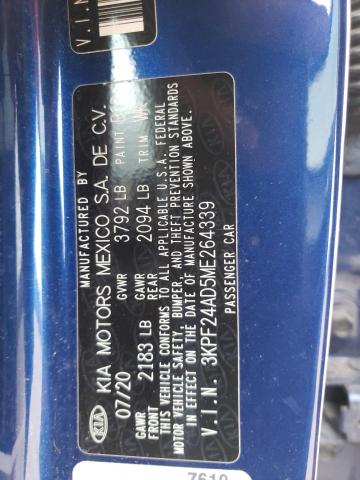 V.I.N
MANUFACTURED BY
KIA KIA MOTORS MEXICO S.A. DE C.V.
07/20 GVWR 3792 LB PAINT
GAWR FRONT 2183 LB GAWR REAR 2094 LB TRIM
THIS VEHICLE CONFORMS TO ALL APPLICABLE U.S.A. FEDERAL
MOTOR VEHICLE SAFETY, BUMPER, AND THEFT PREVENTION STANDARDS
IN EFFECT ON THE DATE OF MANUFACTURE SHOWN ABOVE.
V.I.N. 3KPF24AD5ME264339
PASSENGER CAR
7610